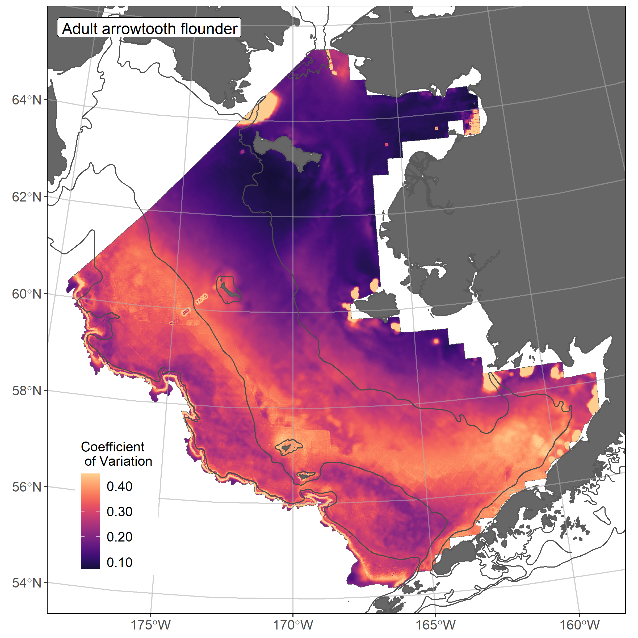 Adult arrowtooth flounder
64°N
62°N
60°N
58°N
56°N
54°N
Coefficient
of Variation
0.40
0.30
0.20
0.10
175°W
170°W
165°W
160°W